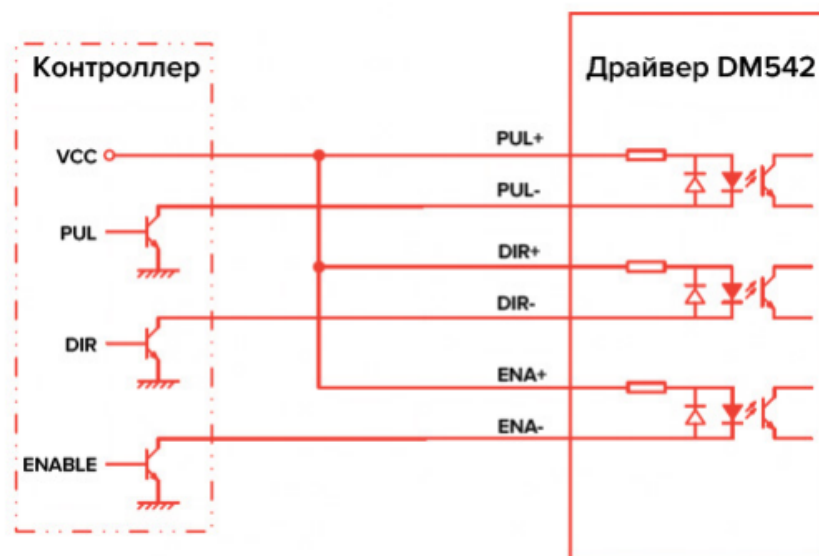 Контроллер
Драйвер DM542
VCC
PUL+
PUL-
PUL
DIR+
DIR-
DIR
ENA+
ENA-
ENABLE